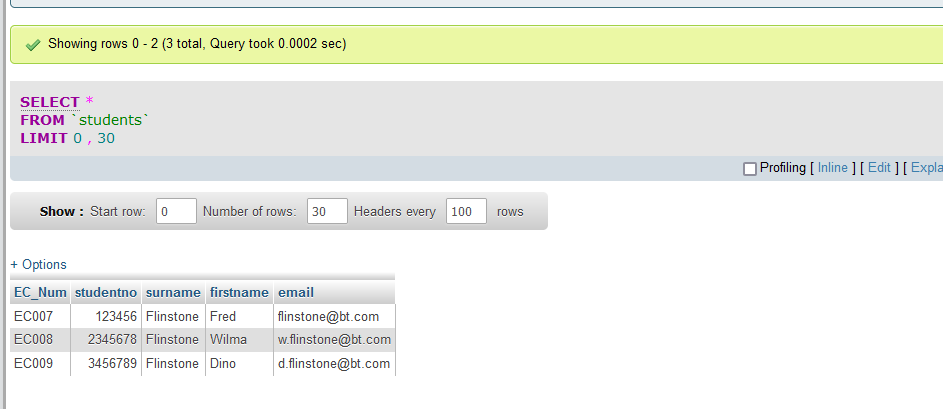 Showing rows 0 - 2 (3 total, Query took 0.0002 sec)
SELECT *
FROM `students`
LIMIT 0 , 30
Profiling [ Inline ] [ Edit ] [ Expla
Show : Start row: 0 Number of rows: 30 Headers every 100 rows
+ Options
EC_Num studentno surname firstname email
EC007 123456 Flinstone Fred flinstone@bt.com
EC008 2345678 Flinstone Wilma w.flinstone@bt.com
EC009 3456789 Flinstone Dino d.flinstone@bt.com